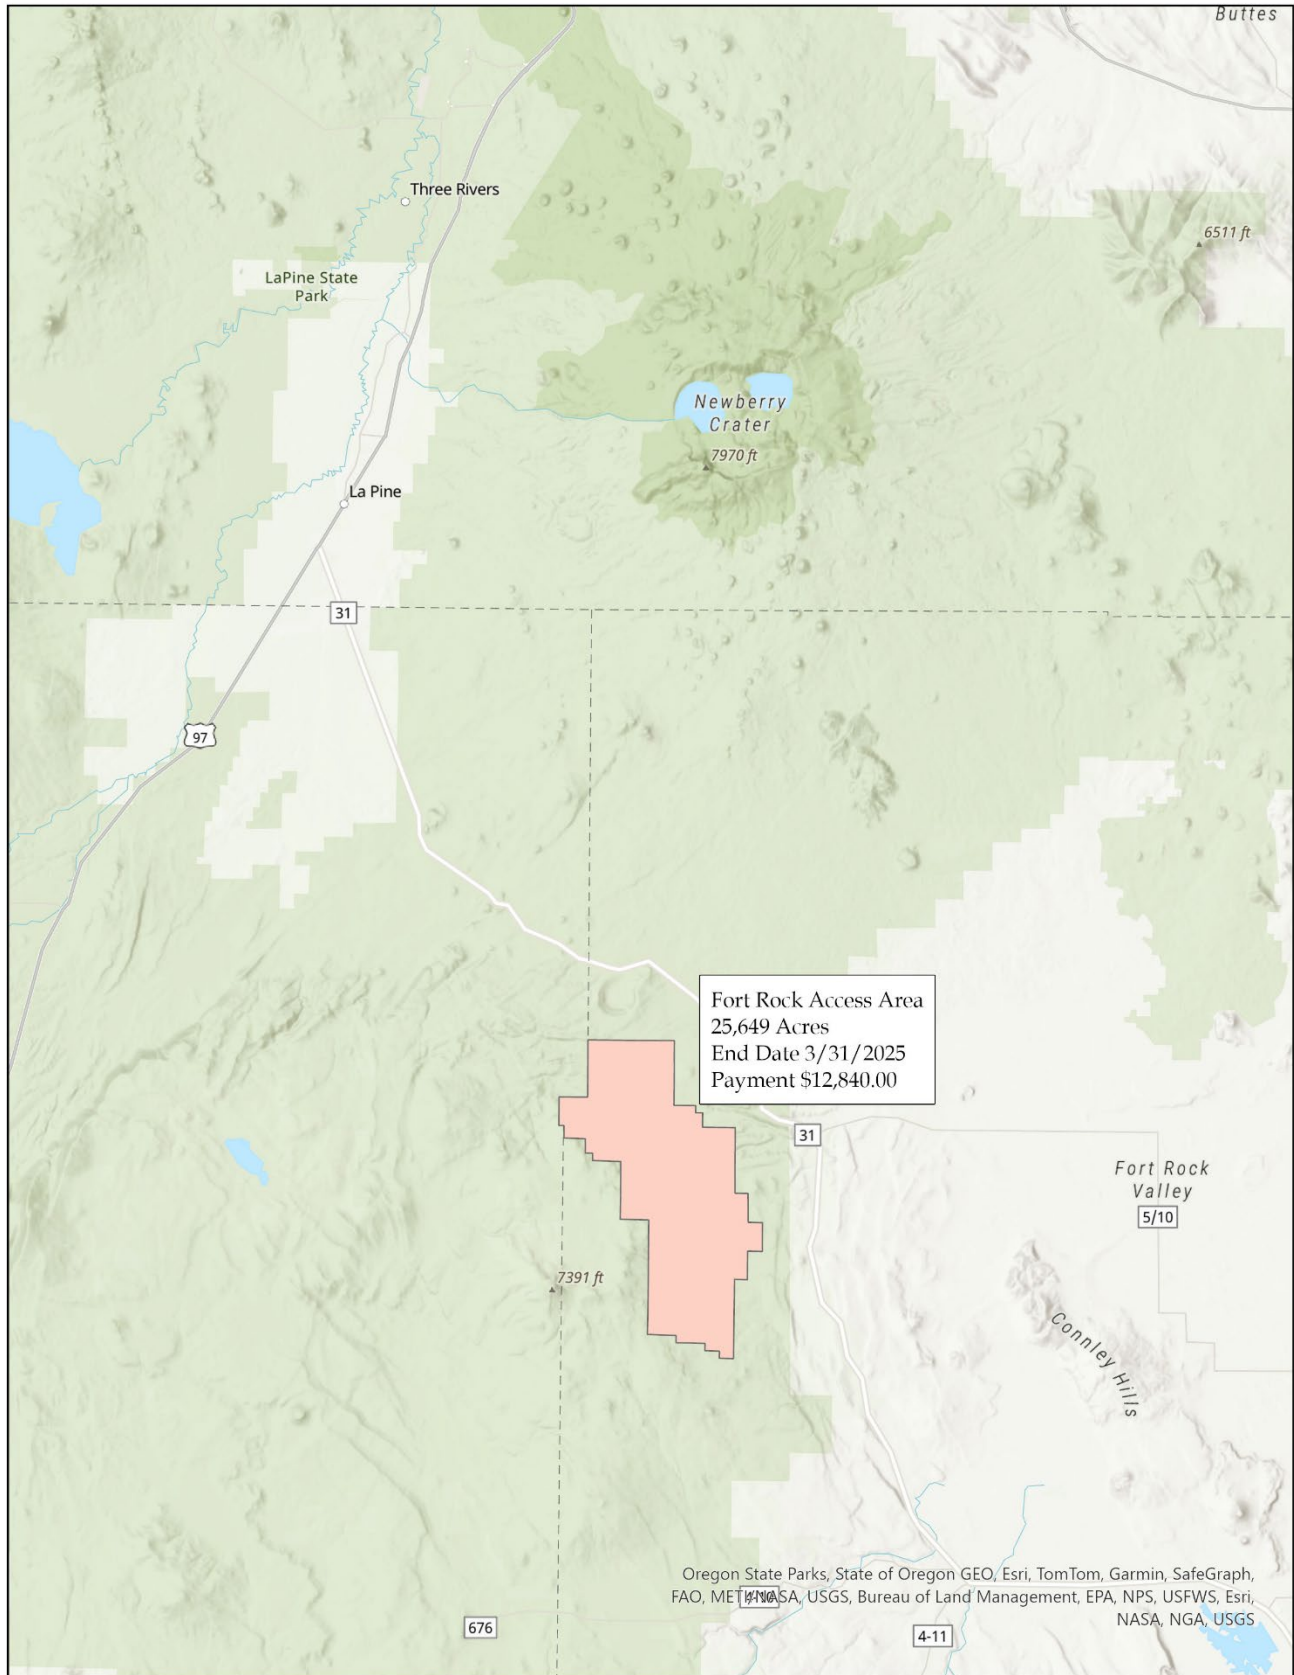 Buttes
Three Rivers
6511 ft
LaPine State
Park
Newberry
Crater
7970 ft
La Pine
31
97
Fort Rock Access Area
25,649 Acres
End Date 3/31/2025
Payment $12,840.00
31
Fort Rock
Valley
5/10
7391 ft
Connley Hills
Oregon State Parks, State of Oregon GEO, Esri, TomTom, Garmin, SafeGraph,
FAO, METI/NASA, USGS, Bureau of Land Management, EPA, NPS, USFWS, Esri,
NASA, NGA, USGS
676
4-11